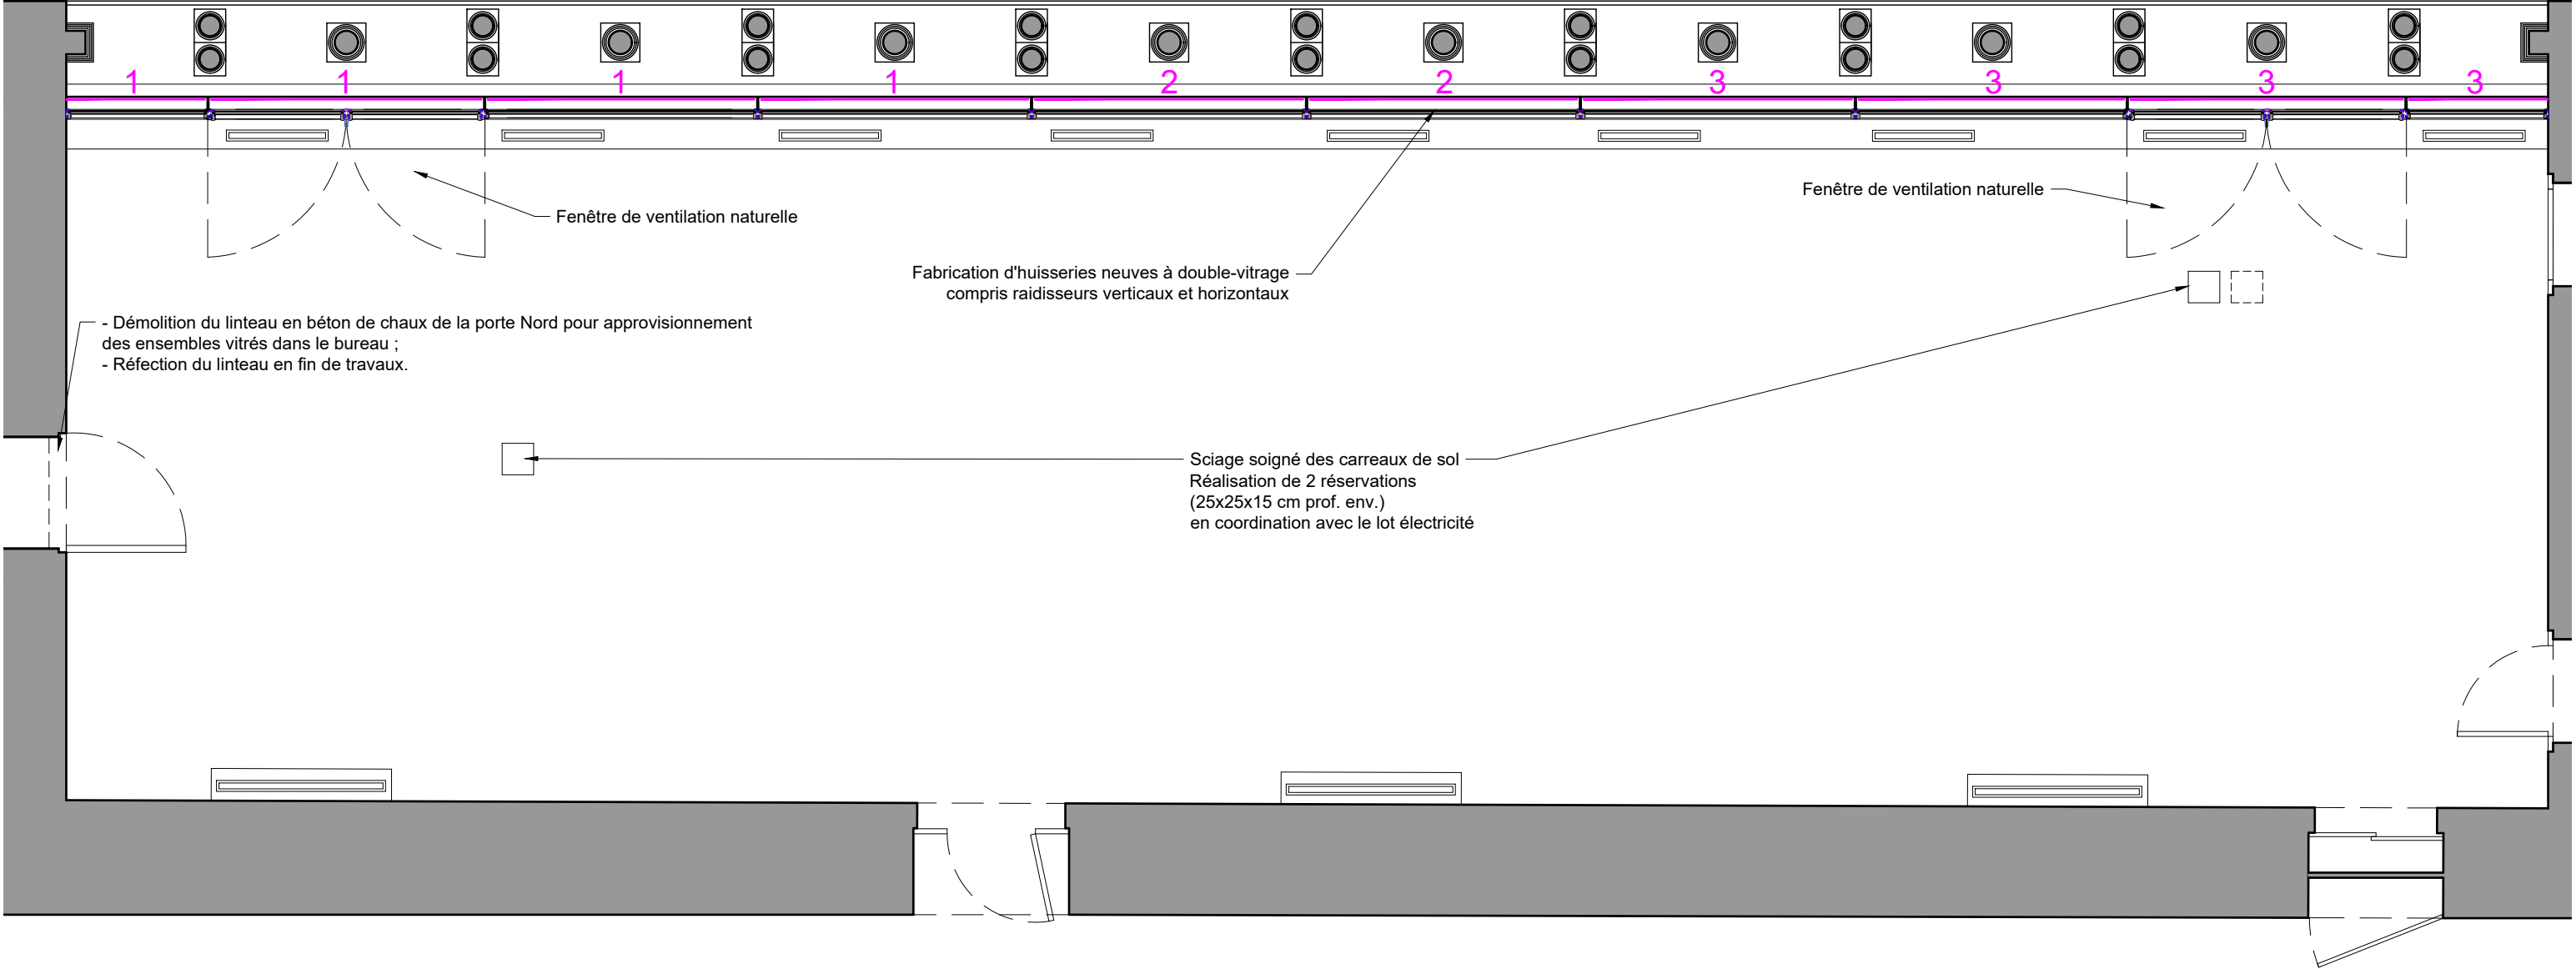 1 1 1 1 2 2 3 3 3 3
Fenêtre de ventilation naturelle
Fenêtre de ventilation naturelle
Fabrication d'huisseries neuves à double-vitrage
compris raidisseurs verticaux et horizontaux
- Démolition du linteau en béton de chaux de la porte Nord pour approvisionnement
des ensembles vitrés dans le bureau ;
- Réfection du linteau en fin de travaux.
Sciage soigné des carreaux de sol
Réalisation de 2 réservations
(25x25x15 cm prof. env.)
en coordination avec le lot électricité